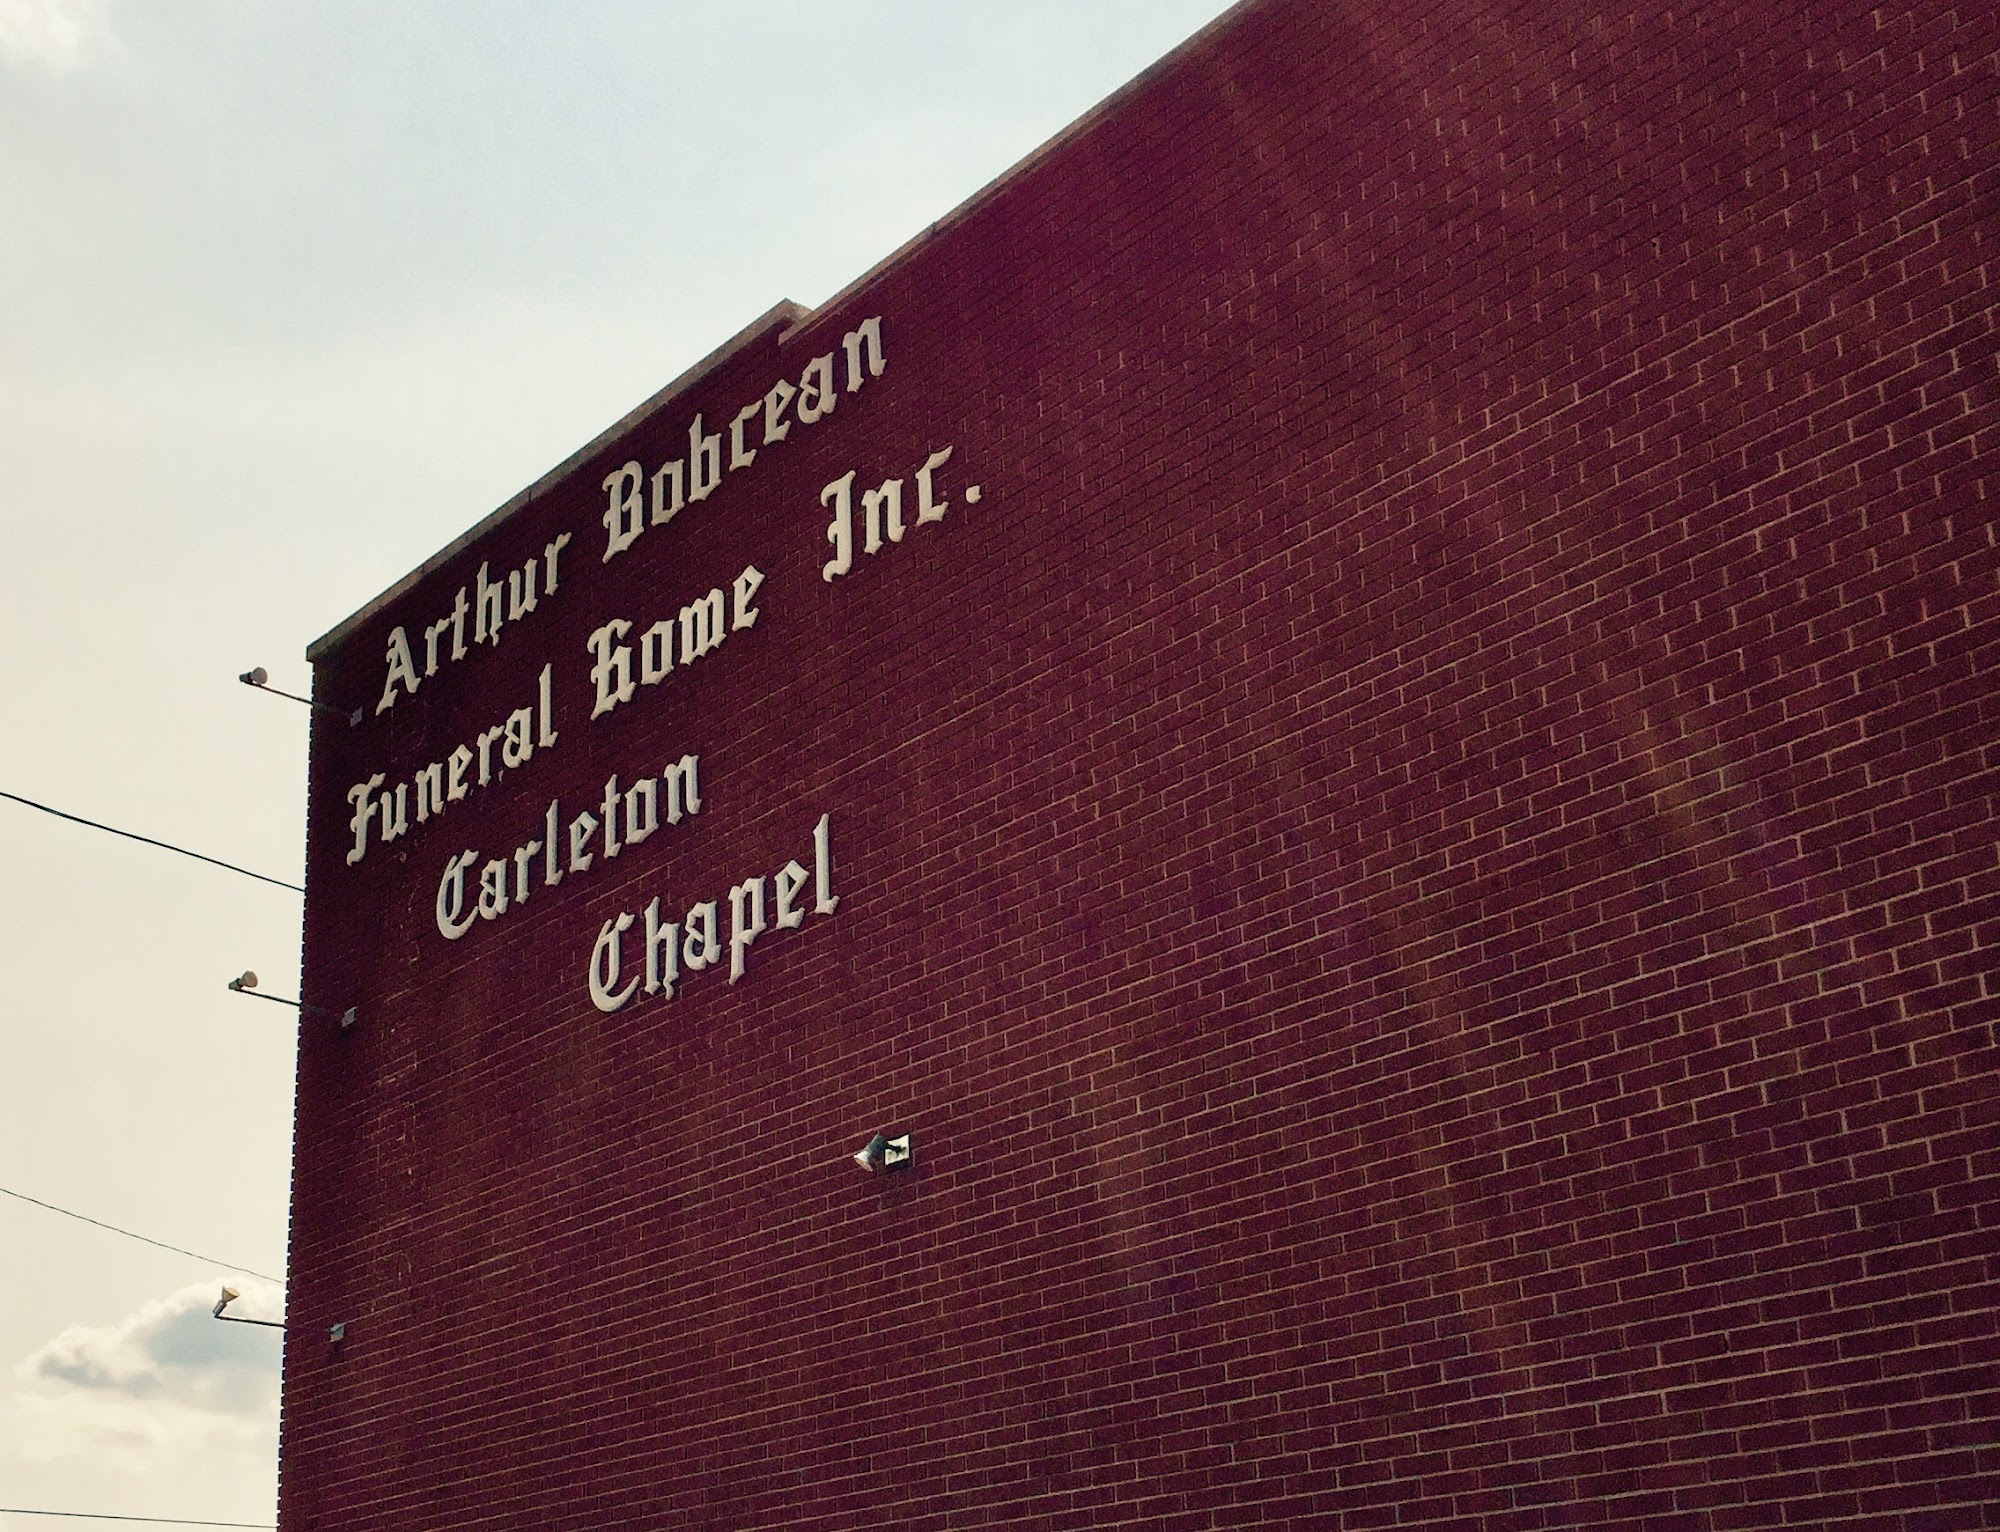 Arthur Bobcean
Funeral Home Inc.
Carleton
Chapel